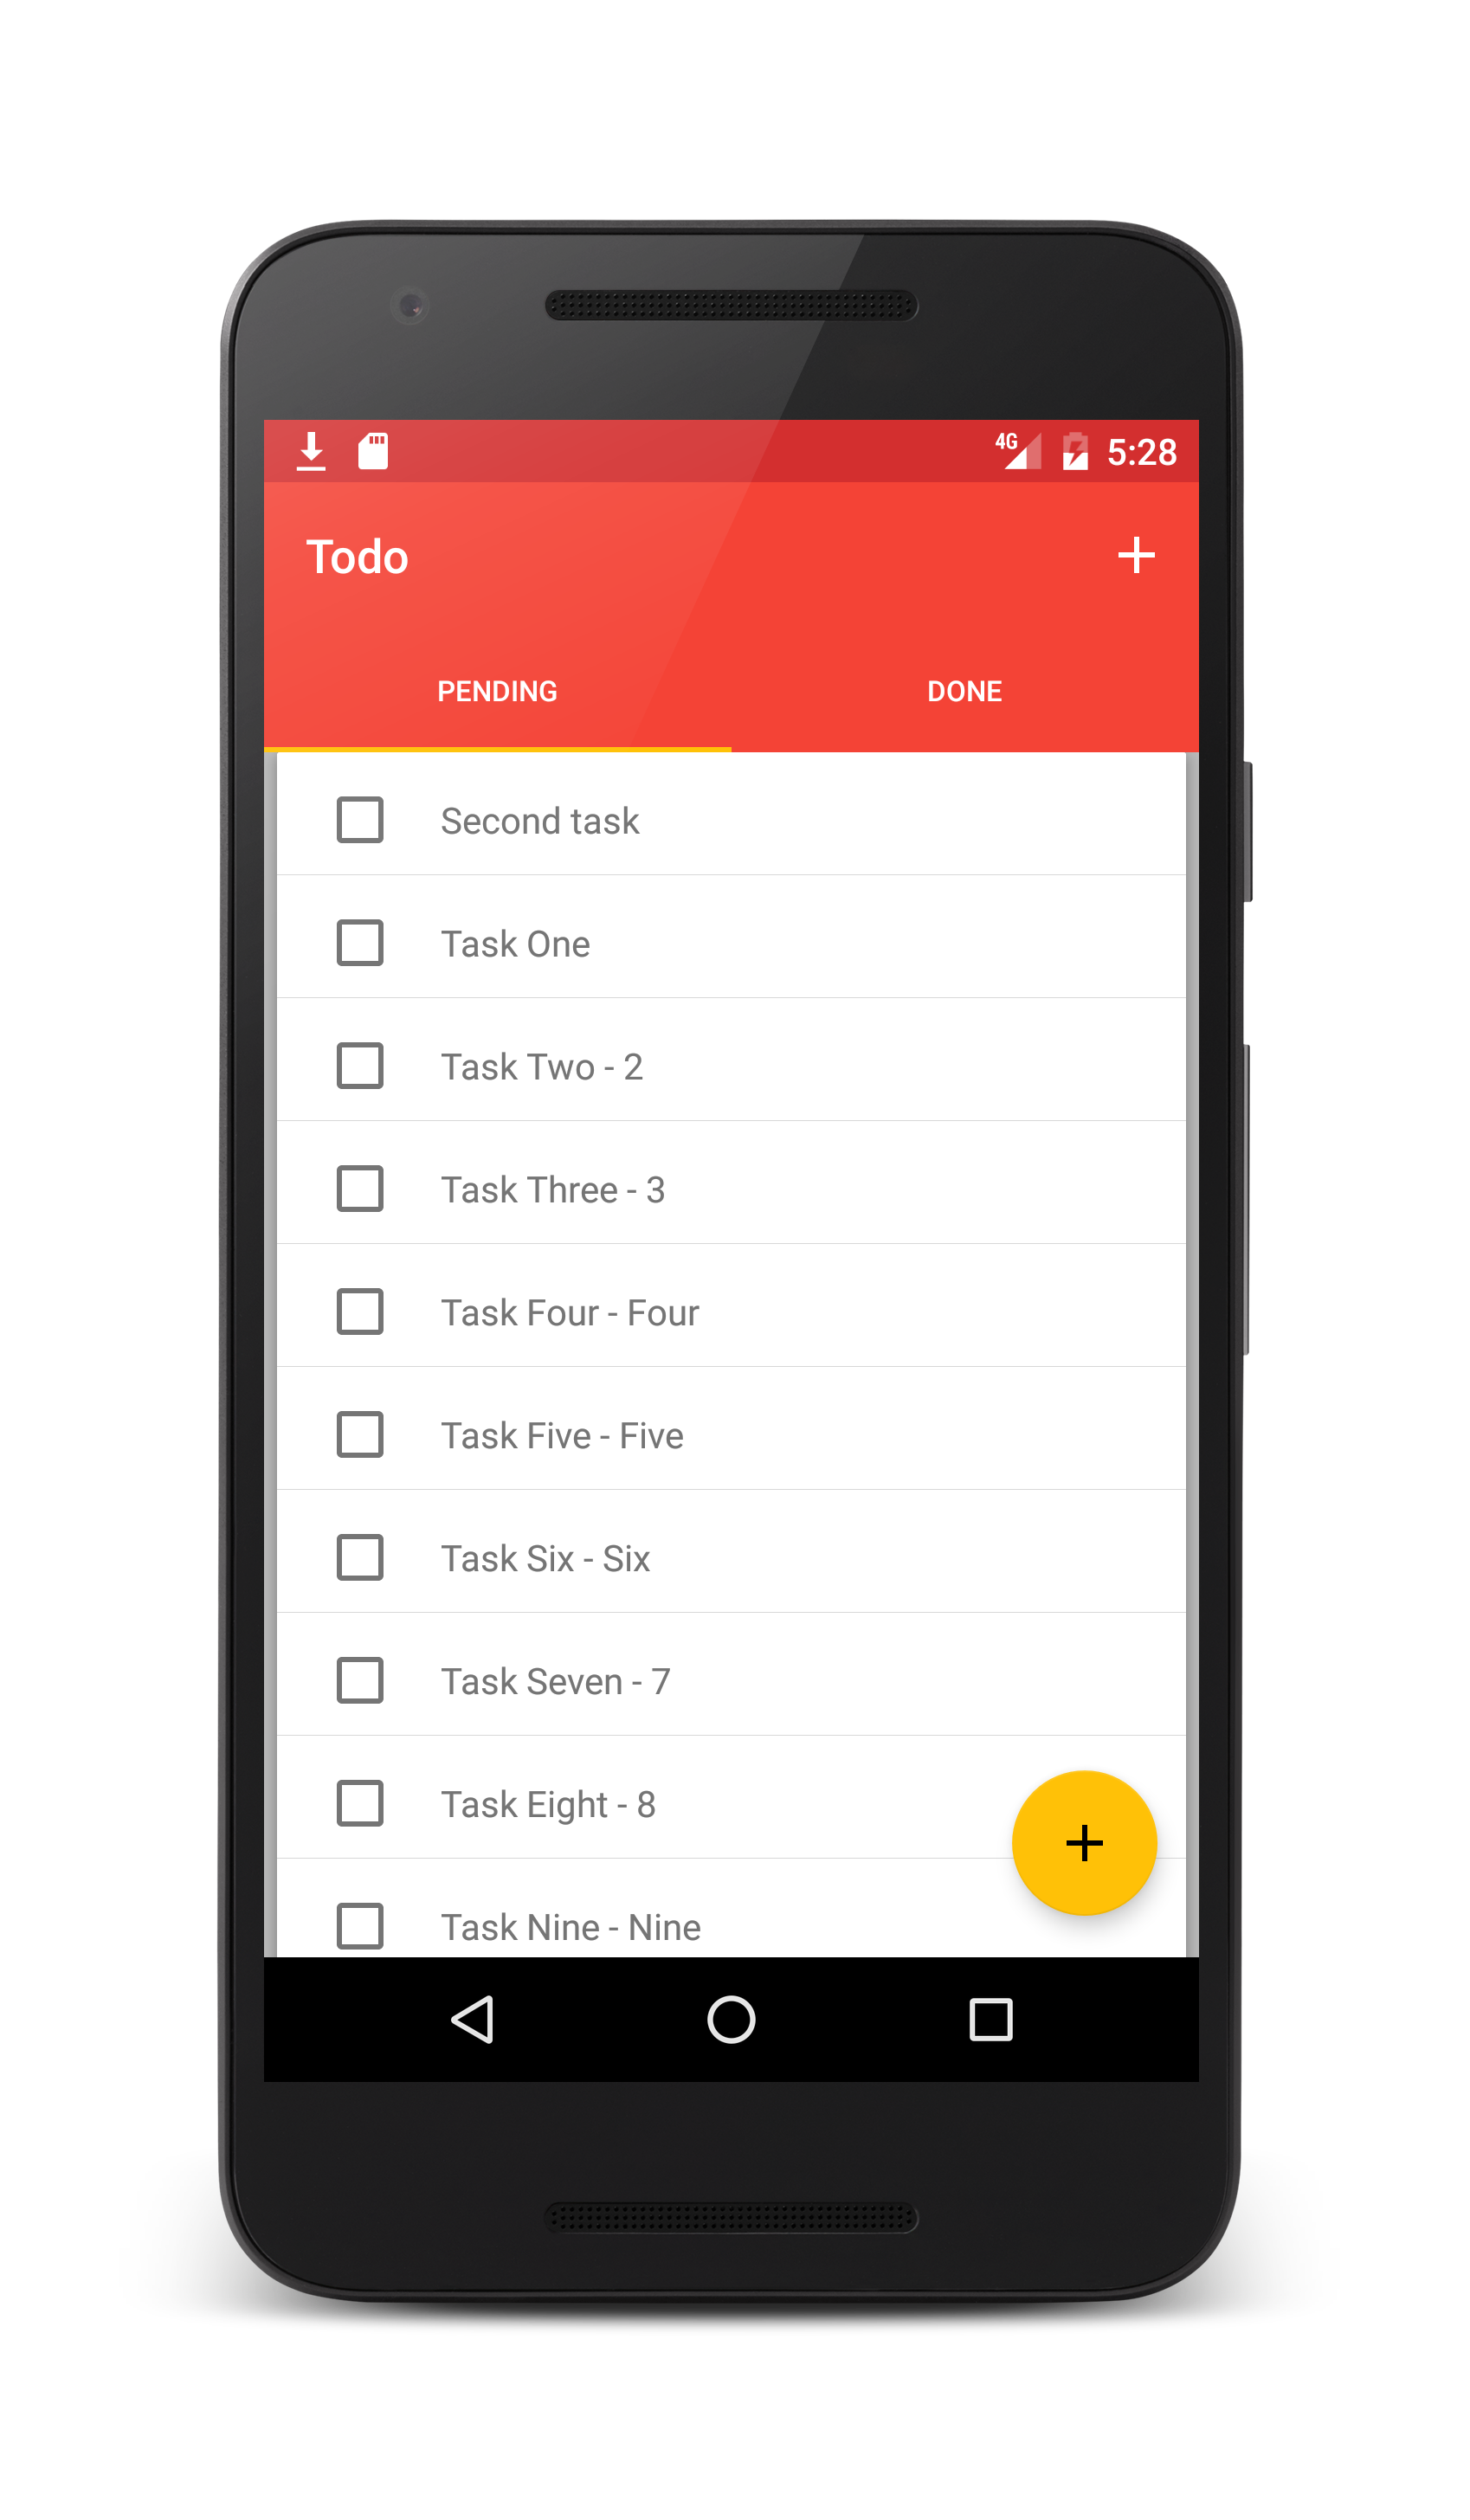 4G 5:28
Todo
PENDING DONE
Second task
Task One
Task Two - 2
Task Three - 3
Task Four - Four
Task Five - Five
Task Six - Six
Task Seven - 7
Task Eight - 8
Task Nine - Nine